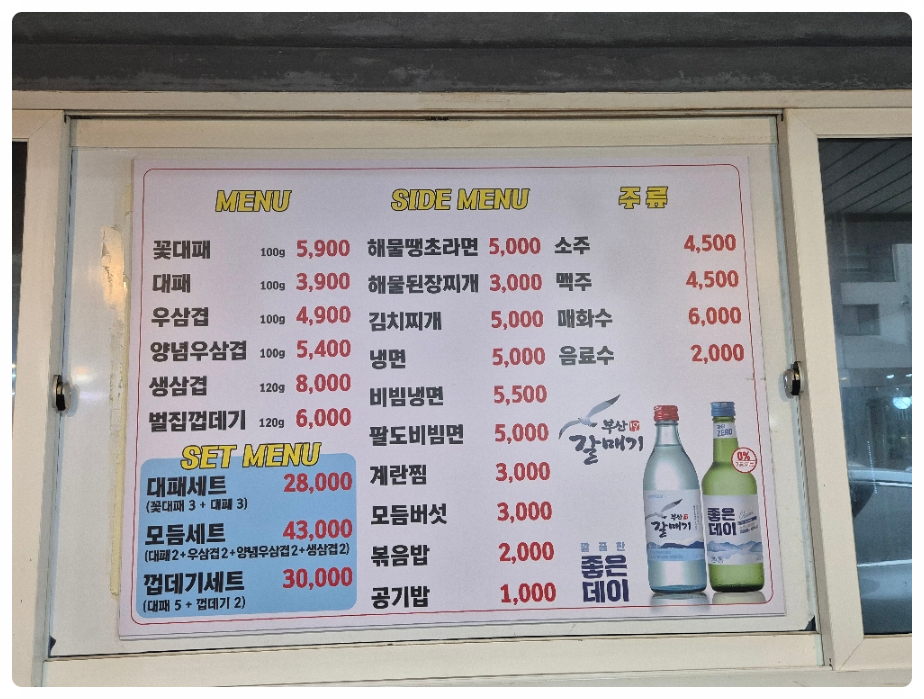 MENU
꽃대패 100g 5,900
대패 100g 3,900
우삼겹 100g 4,900
양념우삼겹 100g 5,400
생삼겹 120g 8,000
벌집껍데기 120g 6,000
SET MENU
대패세트 28,000
(꽃대패 3 + 대패 3)
모듬세트 43,000
(대패2+우삼겹2+양념우삼겹2+생삼겹2)
껍데기세트 30,000
(대패 5 + 껍데기 2)
SIDE MENU
해물땡초라면 5,000
해물된장찌개 3,000
김치찌개 5,000
냉면 5,000
비빔냉면 5,500
팔도비빔면 5,000
계란찜 3,000
모듬버섯 3,000
볶음밥 2,000
공기밥 1,000
주류
소주 4,500
맥주 4,500
매화수 6,000
음료수 2,000
부산
갈매기
깔끔한
좋은
데이
부산
갈매기
ZERO
좋은
데이
0%